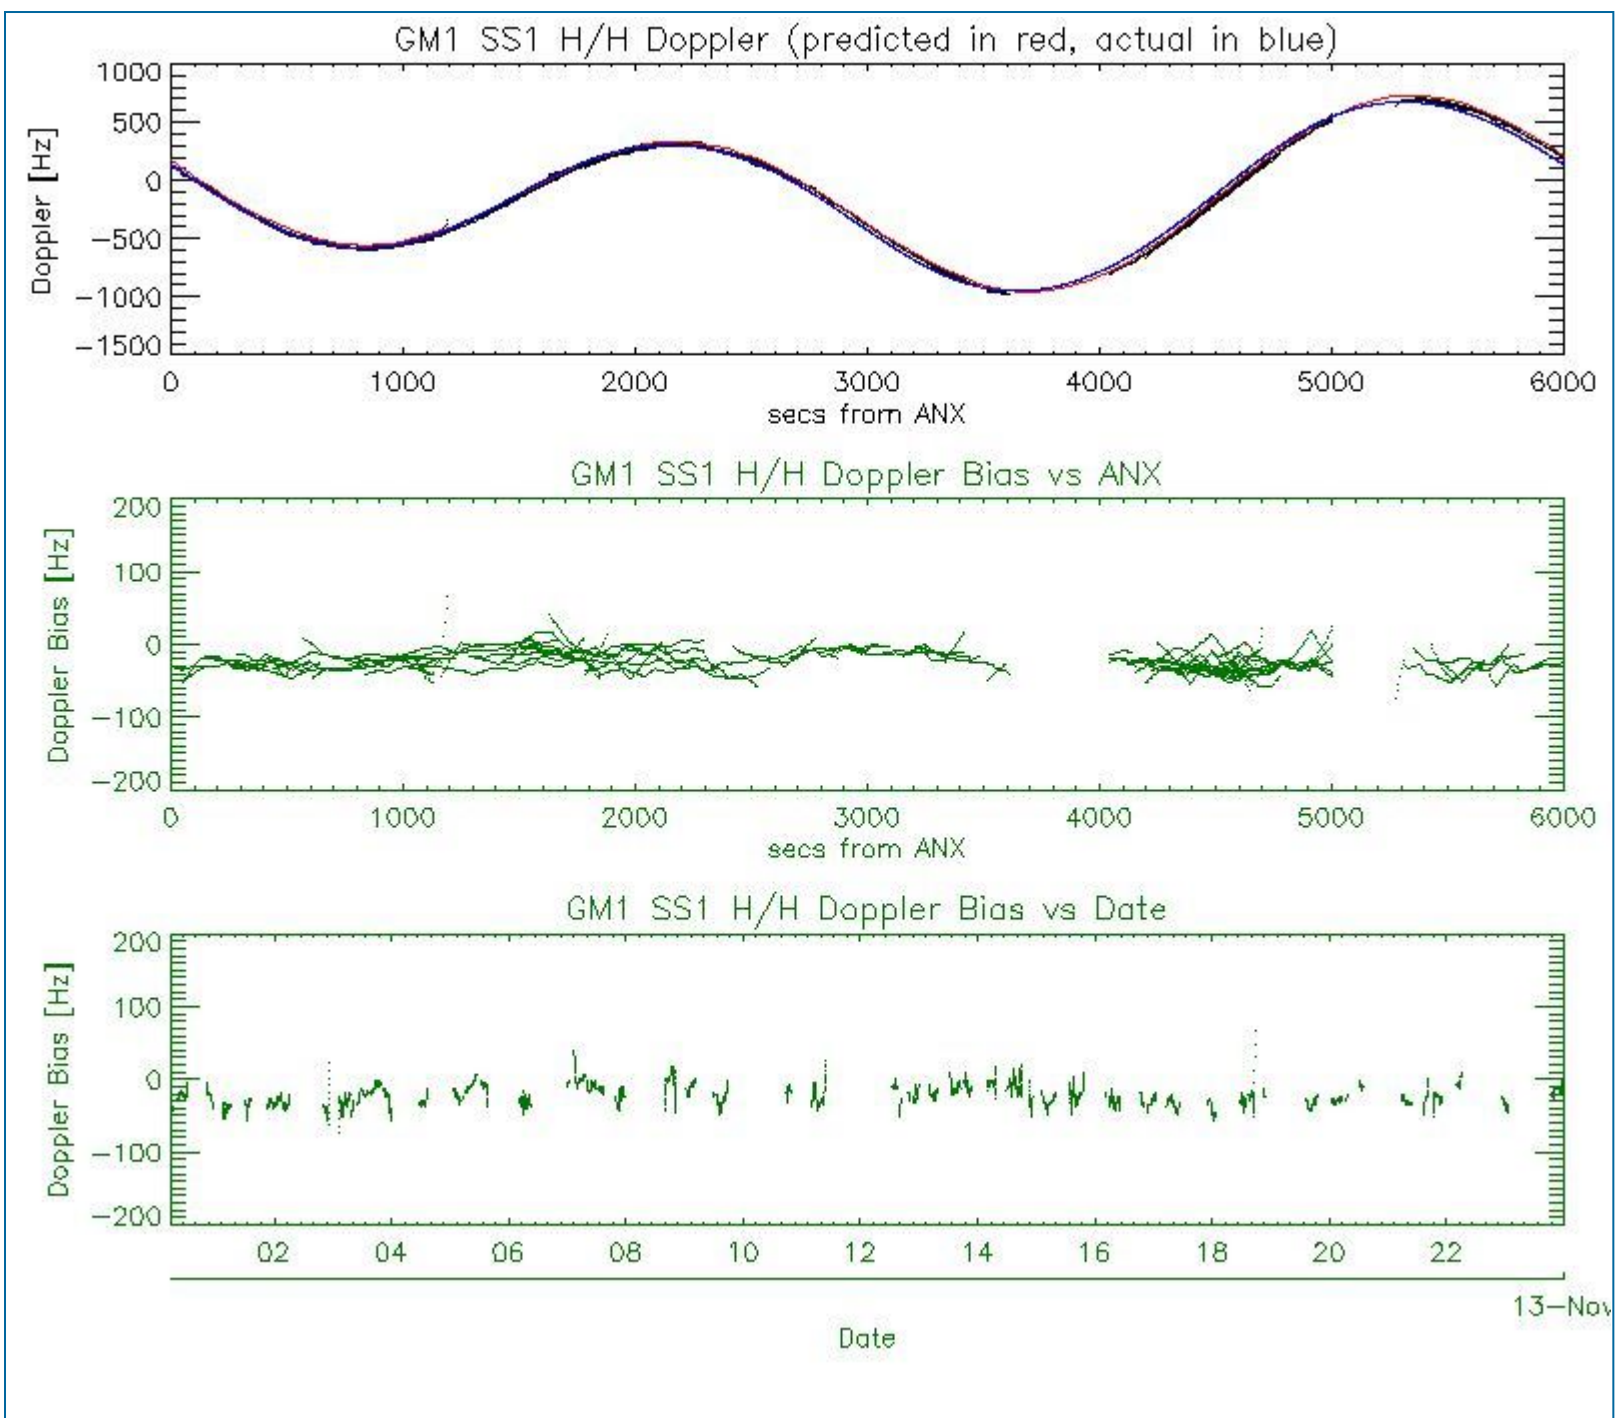 GM1 SS1 H/H Doppler (predicted in red, actual in blue)
1000
500
0
−500
−1000
−1500
Doppler [Hz]
0 1000 2000 3000 4000 5000 6000
secs from ANX
GM1 SS1 H/H Doppler Bias vs ANX
200
100
0
−100
−200
Doppler Bias [Hz]
0 1000 2000 3000 4000 5000 6000
secs from ANX
GM1 SS1 H/H Doppler Bias vs Date
200
100
0
−100
−200
Doppler Bias [Hz]
02 04 06 08 10 12 14 16 18 20 22
13−Nov
Date